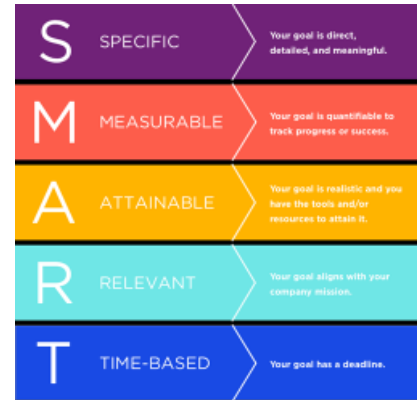 S SPECIFIC
Your goal is direct,
detailed, and meaningful.
M MEASURABLE
Your goal is quantifiable to
track progress or success.
A ATTAINABLE
Your goal is realistic and you
have the tools and/or
resources to attain it.
R RELEVANT
Your goal aligns with your
company mission.
T TIME-BASED
Your goal has a deadline.